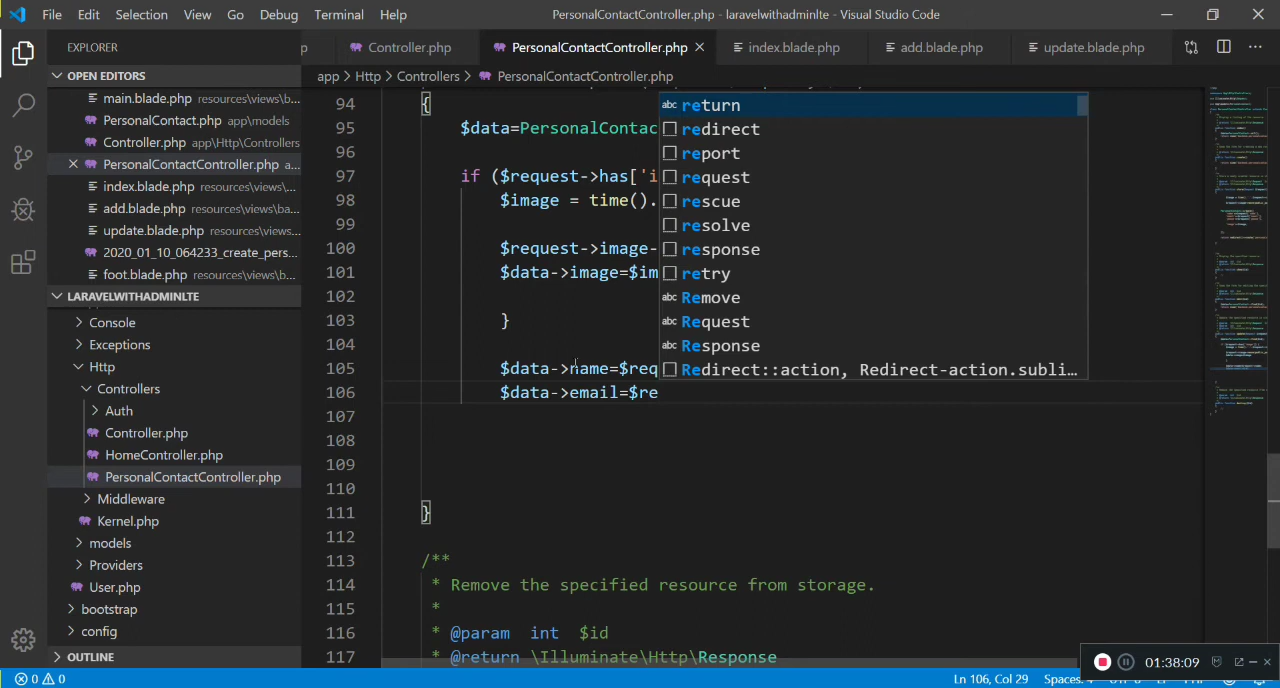 File Edit Selection View Go Debug Terminal Help
PersonalContactController.php - laravelwithadminlte - Visual Studio Code
EXPLORER
p Controller.php PersonalContactController.php index.blade.php add.blade.php update.blade.php
OPEN EDITORS
app > Http > Controllers > PersonalContactController.php
main.blade.php resources\views\b...
PersonalContact.php app\models
Controller.php app\Http\Controllers
PersonalContactController.php a...
index.blade.php resources\views\...
add.blade.php resources\views\ba...
update.blade.php resources\views...
2020_01_10_064233_create_pers...
foot.blade.php resources\views\b...
LARAVELWITHADMINLTE
Console
Exceptions
Http
Controllers
Auth
Controller.php
HomeController.php
PersonalContactController.php
Middleware
Kernel.php
models
Providers
User.php
bootstrap
config
OUTLINE
94 {
95 $data=PersonalContac
96
97 if ($request->has['i
98 $image = time().
99
100 $request->image-
101 $data->image=$im
102
103 }
104
105 $data->name=$req
106 $data->email=$re
107
108
109
110
111 }
112
113 /**
114 * Remove the specified resource from storage.
115 *
116 * @param int $id
117 * @return \Illuminate\Http\Response
abc return
redirect
report
request
rescue
resolve
response
retry
abc Remove
abc Request
abc Response
Redirect::action, Redirect-action.subli...
01:38:09
0 0
Ln 106, Col 29